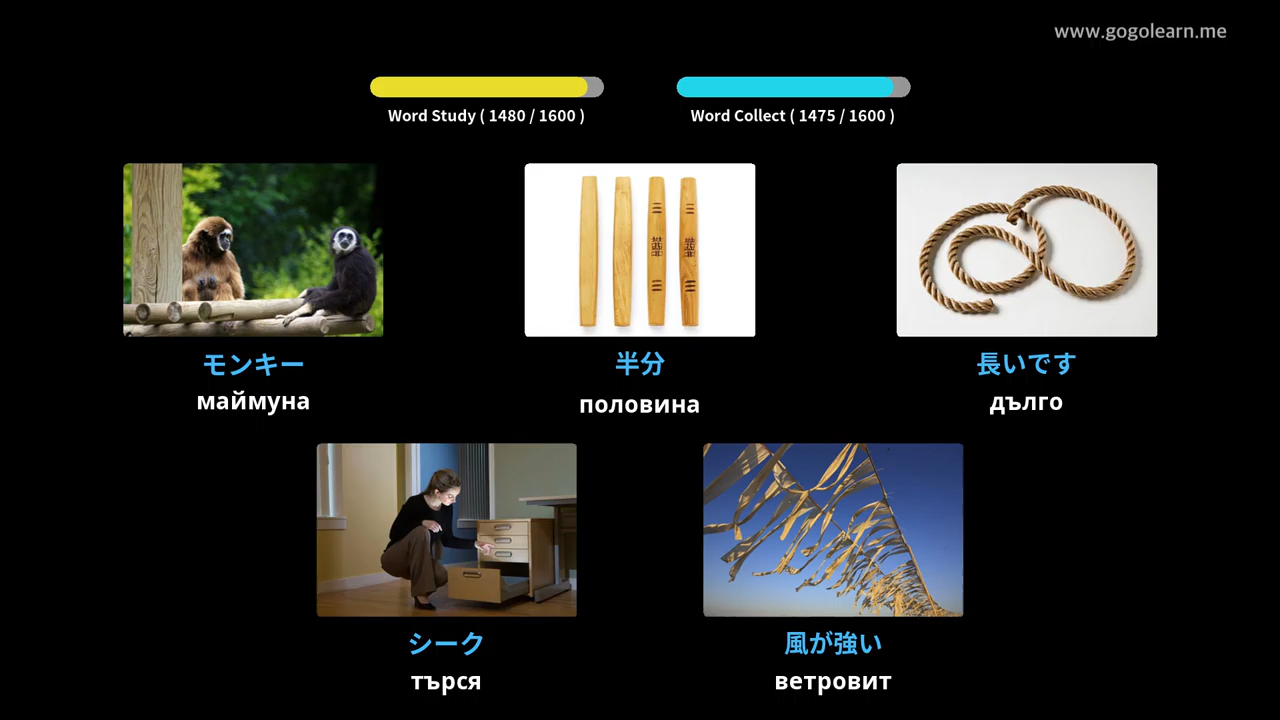 www.gogolearn.me
Word Study ( 1480 / 1600 )
Word Collect ( 1475 / 1600 )
モンキー
маймуна
半分
половина
長いです
дълго
シーク
търся
風が強い
ветровит